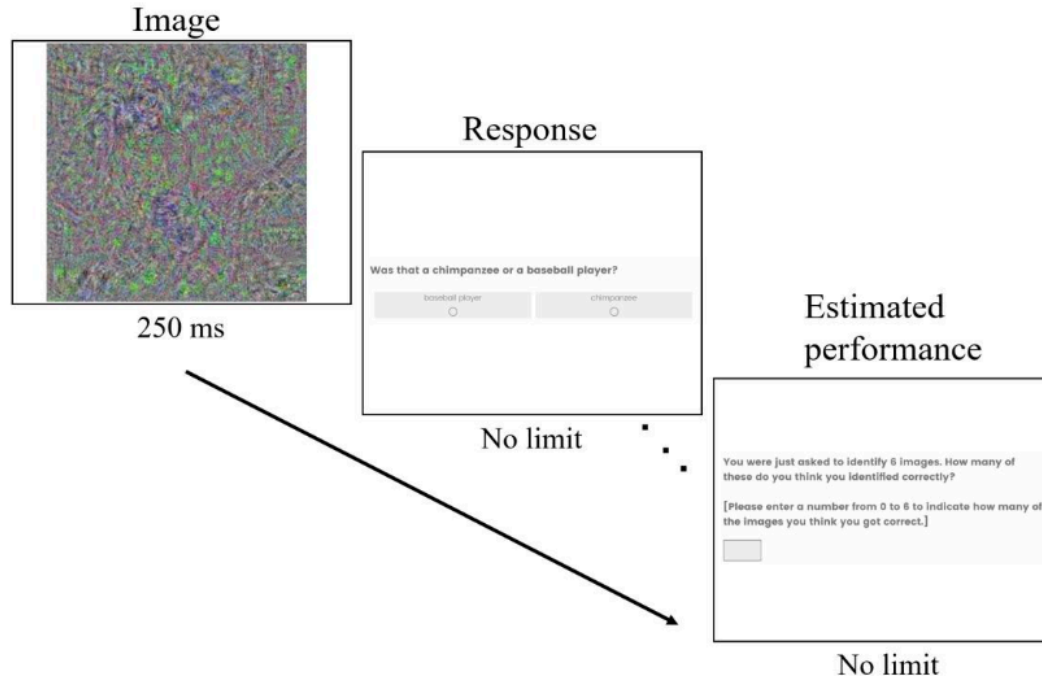 Image
250 ms
Response
Was that a chimpanzee or a baseball player?
baseball player
chimpanzee
No limit
Estimated
performance
You were just asked to identify 6 images. How many of
these do you think you identified correctly?
[Please enter a number from 0 to 6 to indicate how many of
the images you think you got correct.]
No limit